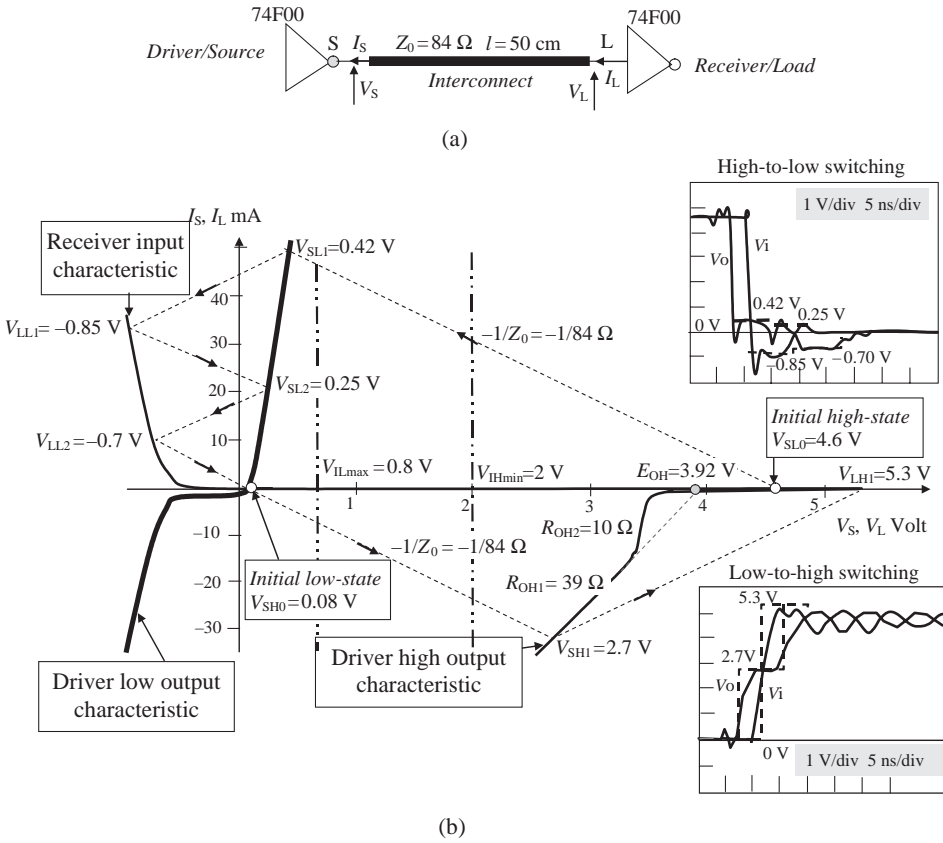 74F00
74F00
Driver/Source
S
I_S
Z_0 = 84 Ω l = 50 cm
L
Interconnect
I_L
Receiver/Load
V_S
V_L
(a)
High-to-low switching
1 V/div 5 ns/div
Vo
Vi
0.42 V
0.25 V
0 V
−0.85 V
−0.70 V
I_S, I_L mA
Receiver input
characteristic
V_SL1=0.42 V
40
V_LL1= −0.85 V
30
−1/Z_0= −1/84 Ω
20
V_SL2=0.25 V
V_LL2= −0.7 V
10
Initial high-state
V_SL0=4.6 V
V_ILmax = 0.8 V
V_IHmin=2 V
E_OH=3.92V
V_LH1=5.3 V
1
2
3
4
5
V_S, V_L Volt
−10
R_OH2=10 Ω
−1/Z_0 = −1/84 Ω
−20
Initial low-state
V_SH0=0.08 V
R_OH1= 39 Ω
−30
V_SH1=2.7 V
Driver low output
characteristic
Driver high output
characteristic
Low-to-high switching
5.3 V
2.7V
Vo
Vi
0 V
1 V/div 5 ns/div
(b)